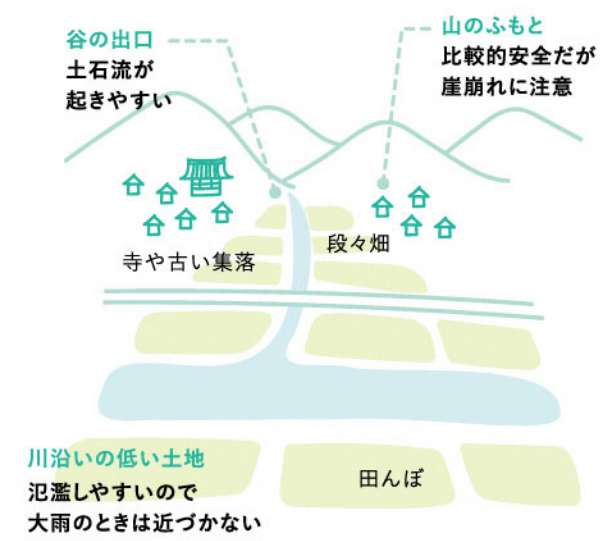 谷の出口
土石流が
起きやすい
山のふもと
比較的安全だが
崖崩れに注意
段々畑
寺や古い集落
川沿いの低い土地
氾濫しやすいので
大雨のときは近づかない
田んぼ